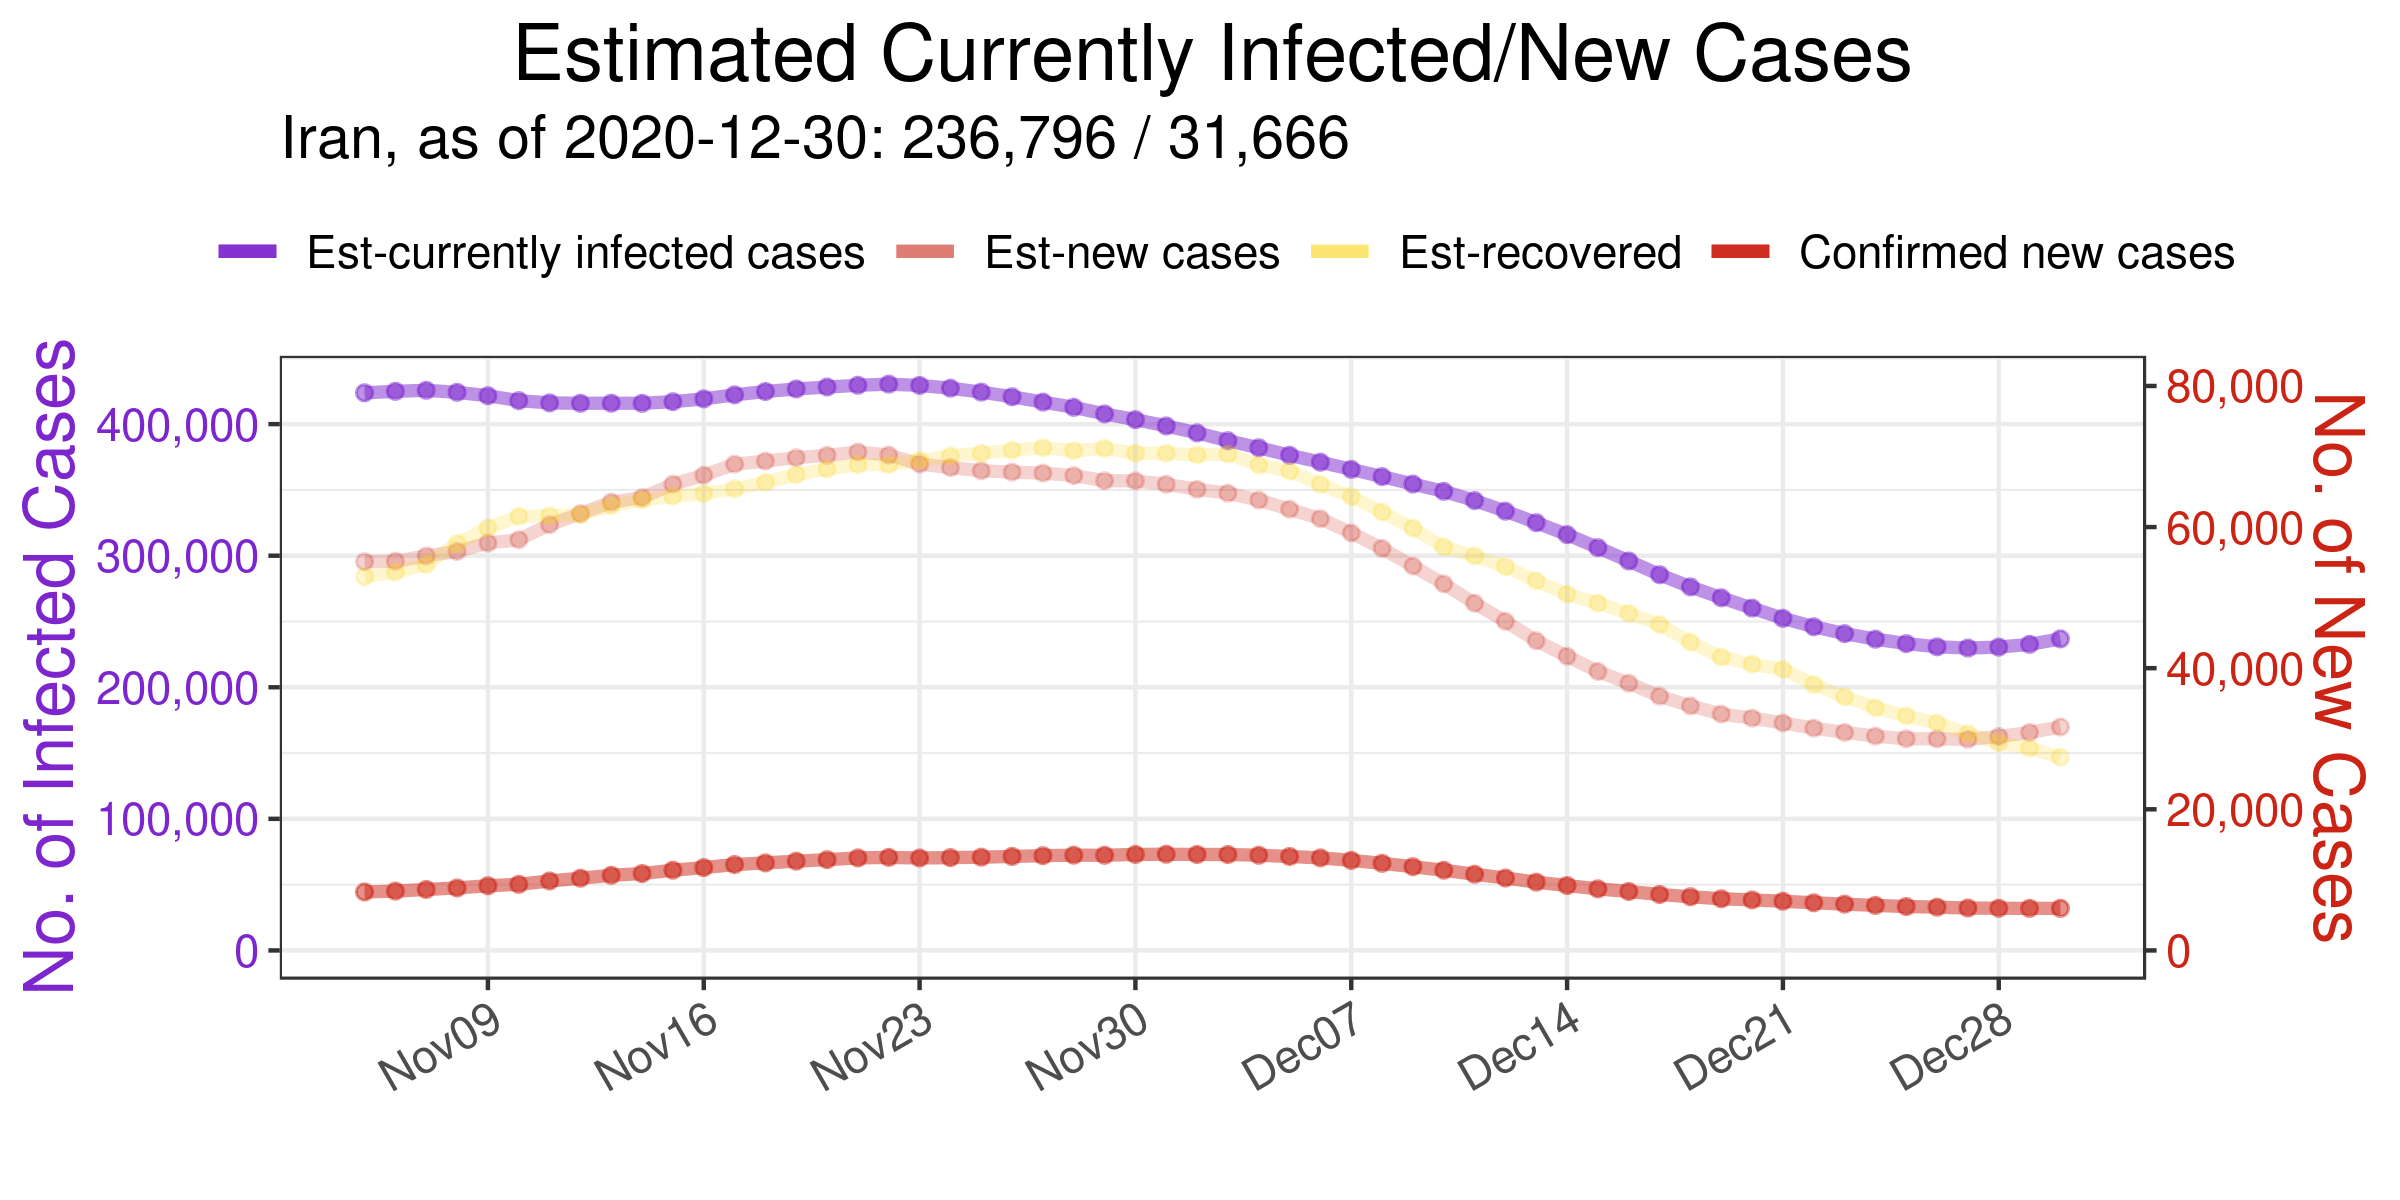 Estimated Currently Infected/New Cases
Iran, as of 2020-12-30: 236,796 / 31,666
Est-currently infected cases Est-new cases Est-recovered Confirmed new cases
No. of Infected Cases
400,000
300,000
200,000
100,000
0
80,000
60,000
40,000
20,000
0
No. of New Cases
Nov09 Nov16 Nov23 Nov30 Dec07 Dec14 Dec21 Dec28